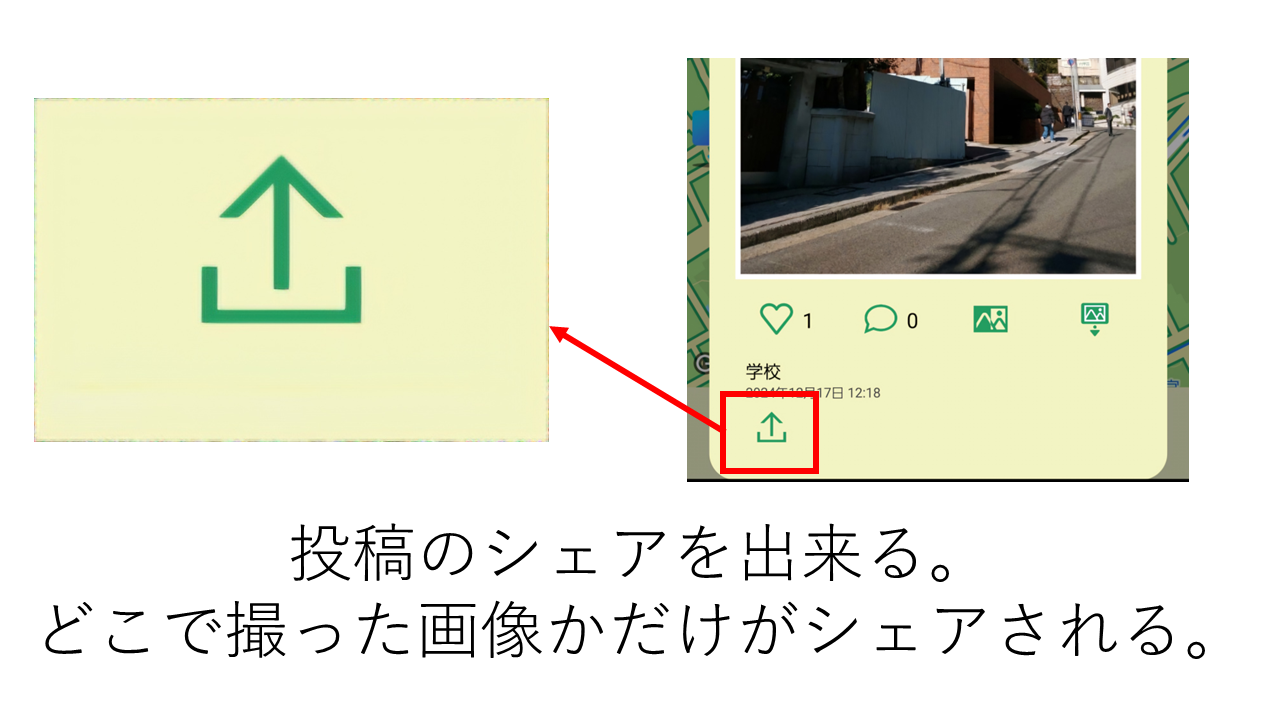 1
0
学校
2024年12月17日 12:18
投稿のシェアを出来る。
どこで撮った画像かだけがシェアされる。